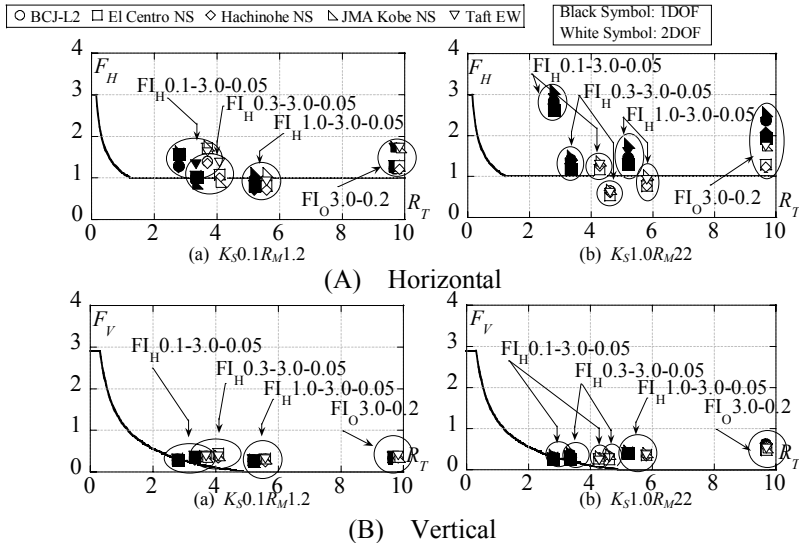 BCJ-L2 El Centro NS Hachinohe NS JMA Kobe NS Taft EW
Black Symbol: 1DOF
White Symbol: 2DOF
4
F_H
3
2
1
0
0 2 4 6 8 10
FI_H0.1-3.0-0.05
FI_H0.3-3.0-0.05
FI_H1.0-3.0-0.05
FI_O3.0-0.2
R_T
(a) K_S0.1R_M1.2
4
F_H
3
2
1
0
0 2 4 6 8 10
FI_H0.1-3.0-0.05
FI_H0.3-3.0-0.05
FI_H1.0-3.0-0.05
FI_O3.0-0.2
R_T
(b) K_S1.0R_M22
(A) Horizontal
4
F_V
3
2
1
0
0 2 4 6 8 10
FI_H0.1-3.0-0.05
FI_H0.3-3.0-0.05
FI_H1.0-3.0-0.05
FI_O3.0-0.2
R_T
(a) K_S0.1R_M1.2
4
F_V
3
2
1
0
0 2 4 6 8 10
FI_H0.1-3.0-0.05
FI_H0.3-3.0-0.05
FI_H1.0-3.0-0.05
FI_O3.0-0.2
R_T
(b) K_S1.0R_M22
(B) Vertical